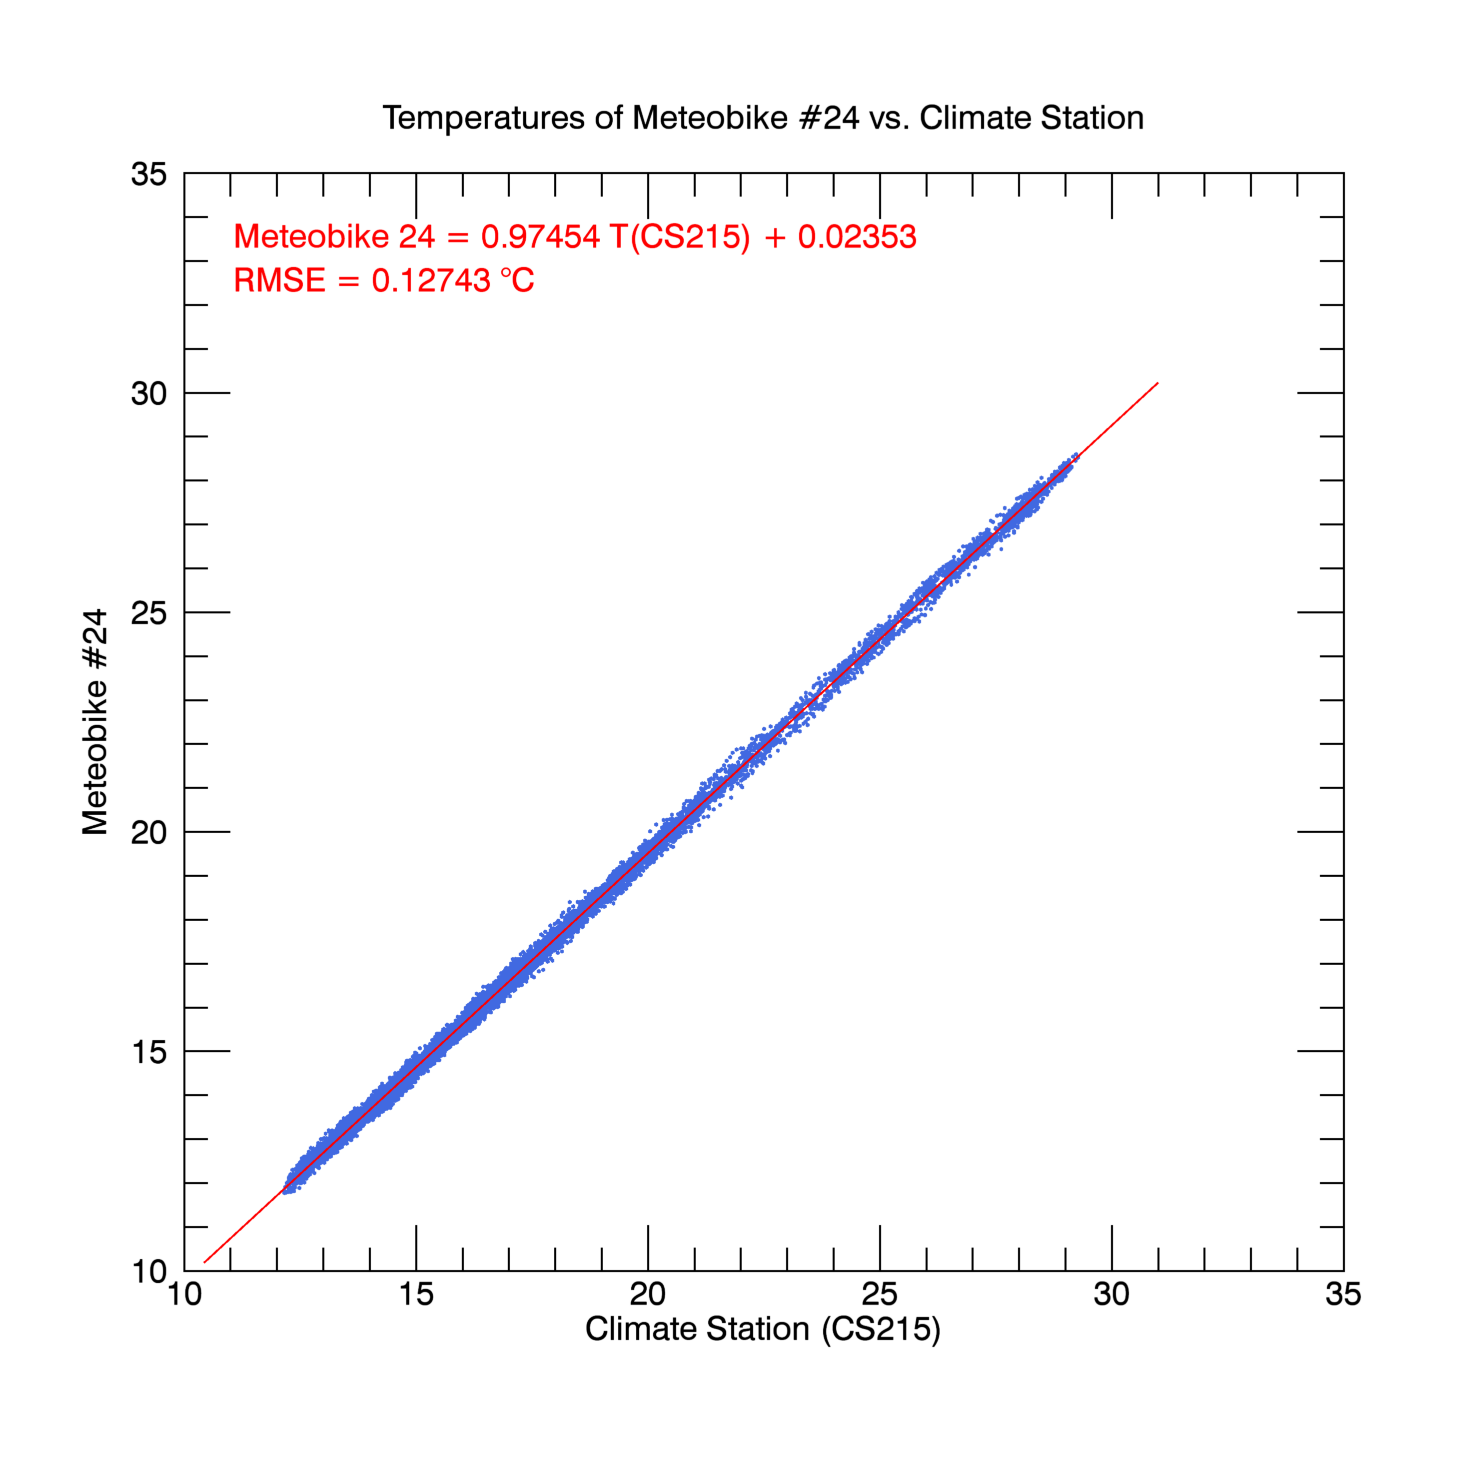 Temperatures of Meteobike #24 vs. Climate Station
Meteobike 24 = 0.97454 T(CS215) + 0.02353
RMSE = 0.12743 °C
35
30
25
20
15
10
Meteobike #24
10 15 20 25 30 35
Climate Station (CS215)